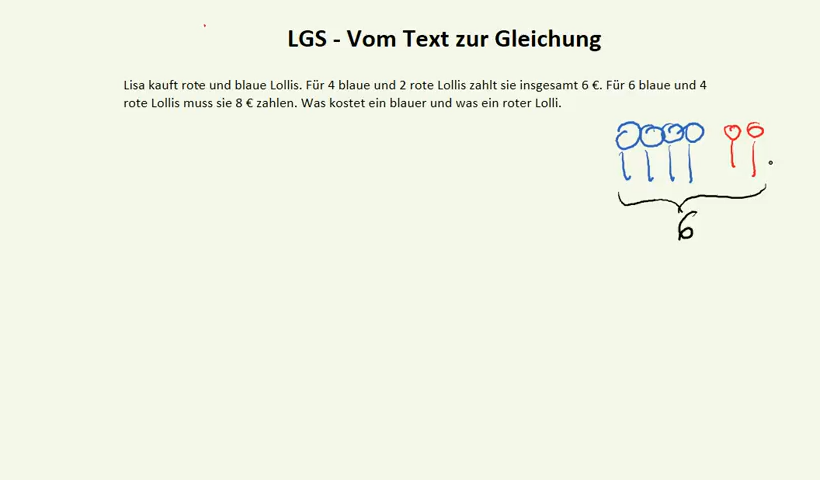 LGS - Vom Text zur Gleichung
Lisa kauft rote und blaue Lollis. Für 4 blaue und 2 rote Lollis zahlt sie insgesamt 6 €. Für 6 blaue und 4
rote Lollis muss sie 8 € zahlen. Was kostet ein blauer und was ein roter Lolli.
6